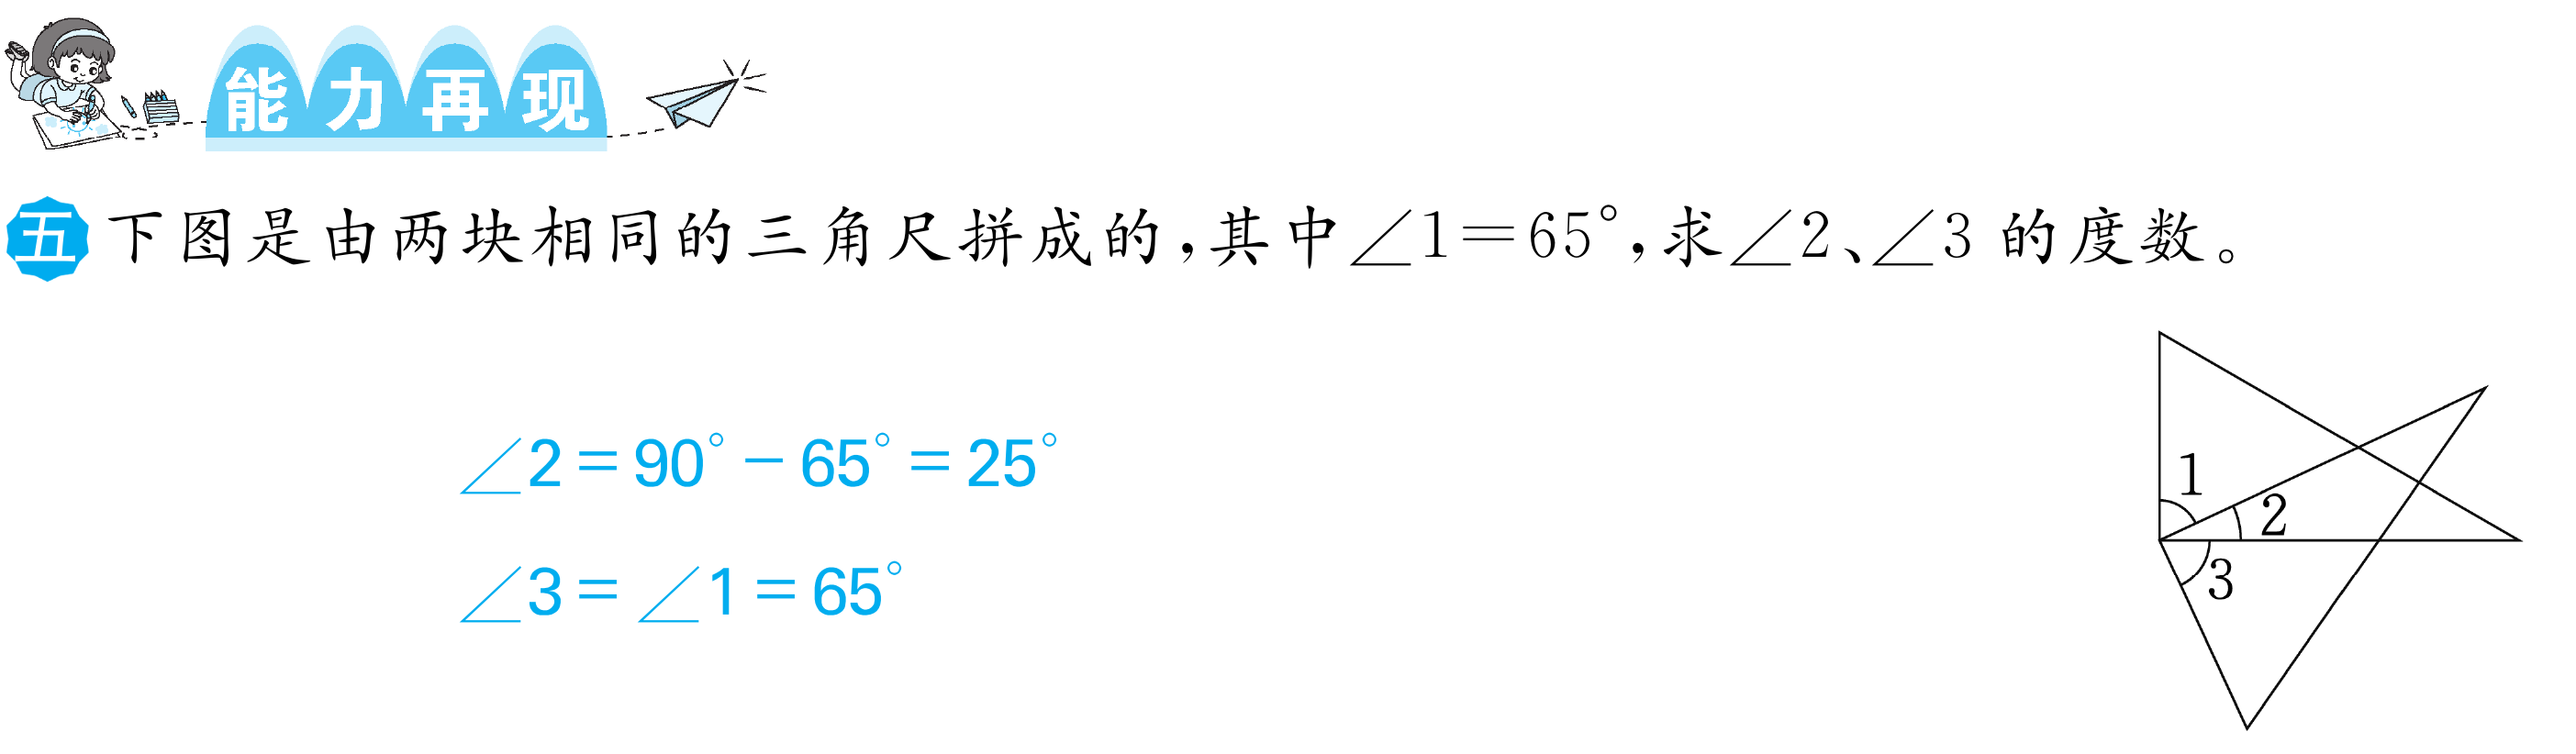 能力再现
五 下图是由两块相同的三角尺拼成的,其中∠1=65°,求∠2、∠3 的度数。
∠2=90°-65°=25°
∠3=∠1=65°
1
2
3